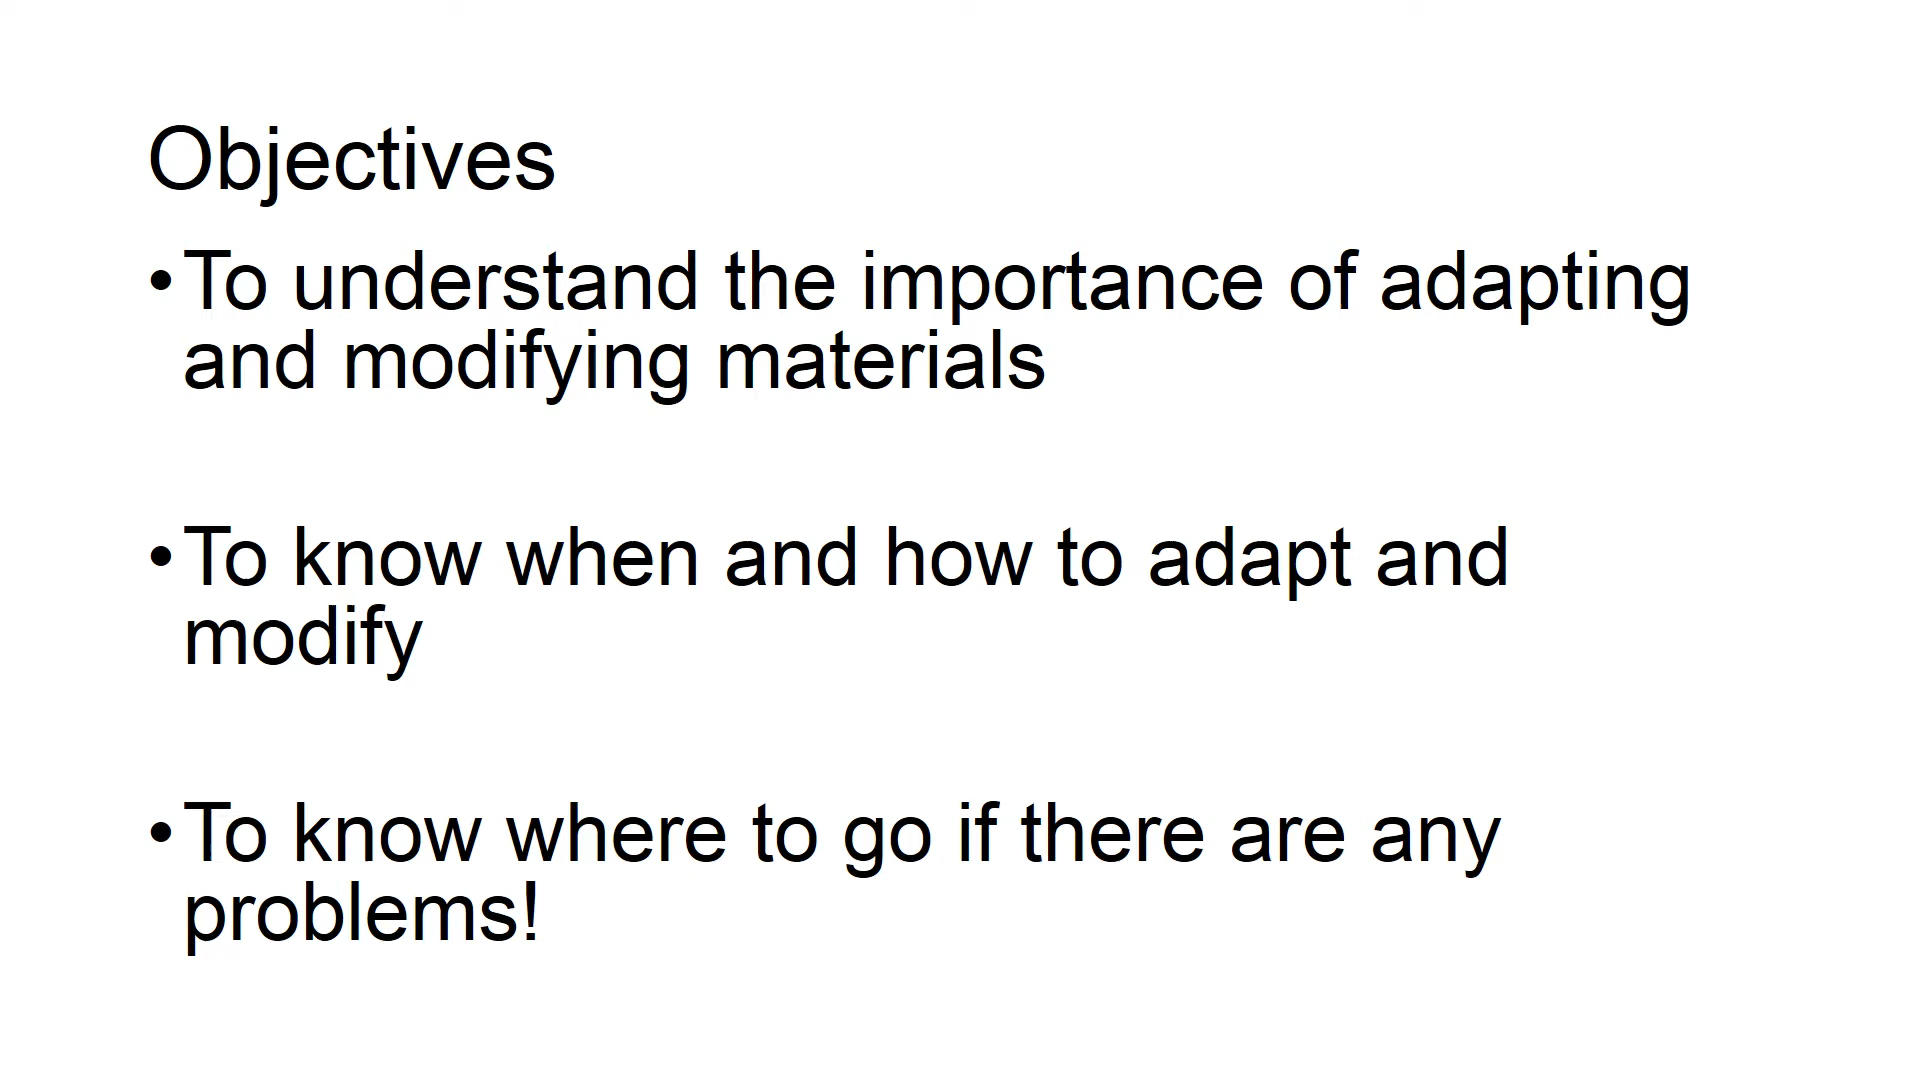 Objectives
• To understand the importance of adapting
and modifying materials
• To know when and how to adapt and
modify
• To know where to go if there are any
problems!